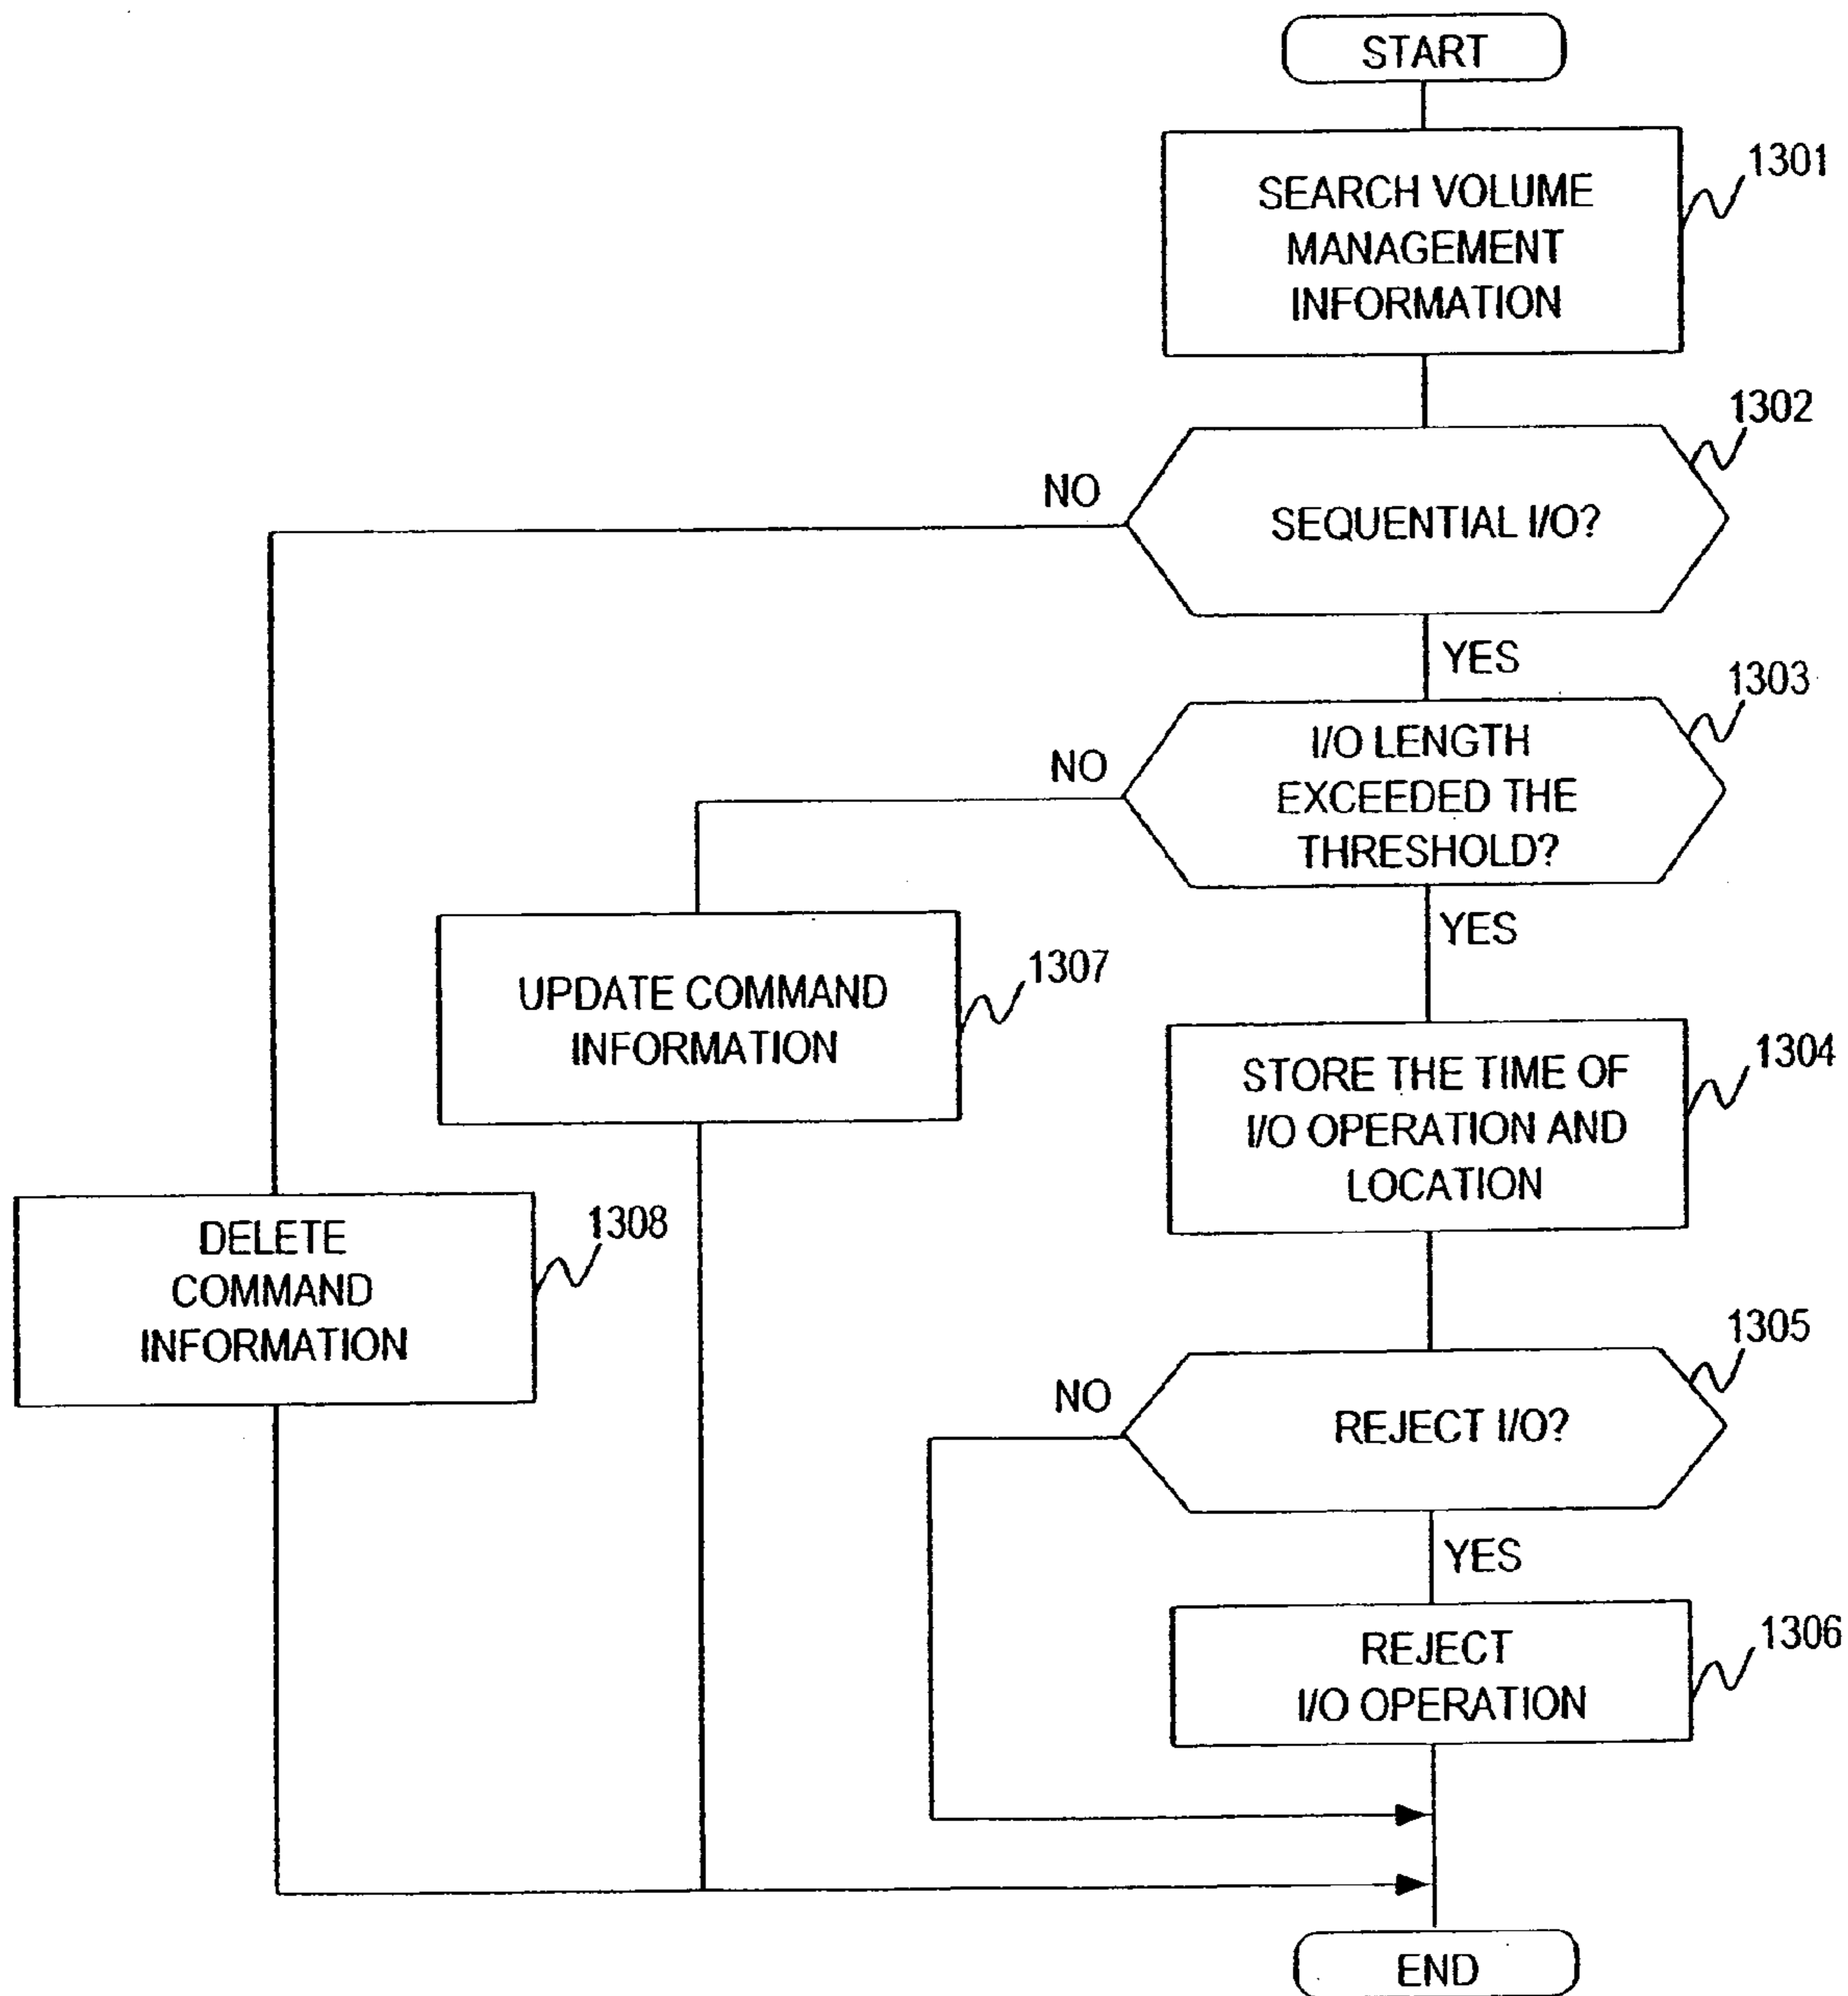 START
SEARCH VOLUME
MANAGEMENT
INFORMATION
1301
1302
NO
SEQUENTIAL I/O?
YES
1303
NO
I/O LENGTH
EXCEEDED THE
THRESHOLD?
YES
UPDATE COMMAND
INFORMATION
1307
STORE THE TIME OF
I/O OPERATION AND
LOCATION
1304
DELETE
COMMAND
INFORMATION
1308
1305
NO
REJECT I/O?
YES
REJECT
I/O OPERATION
1306
END